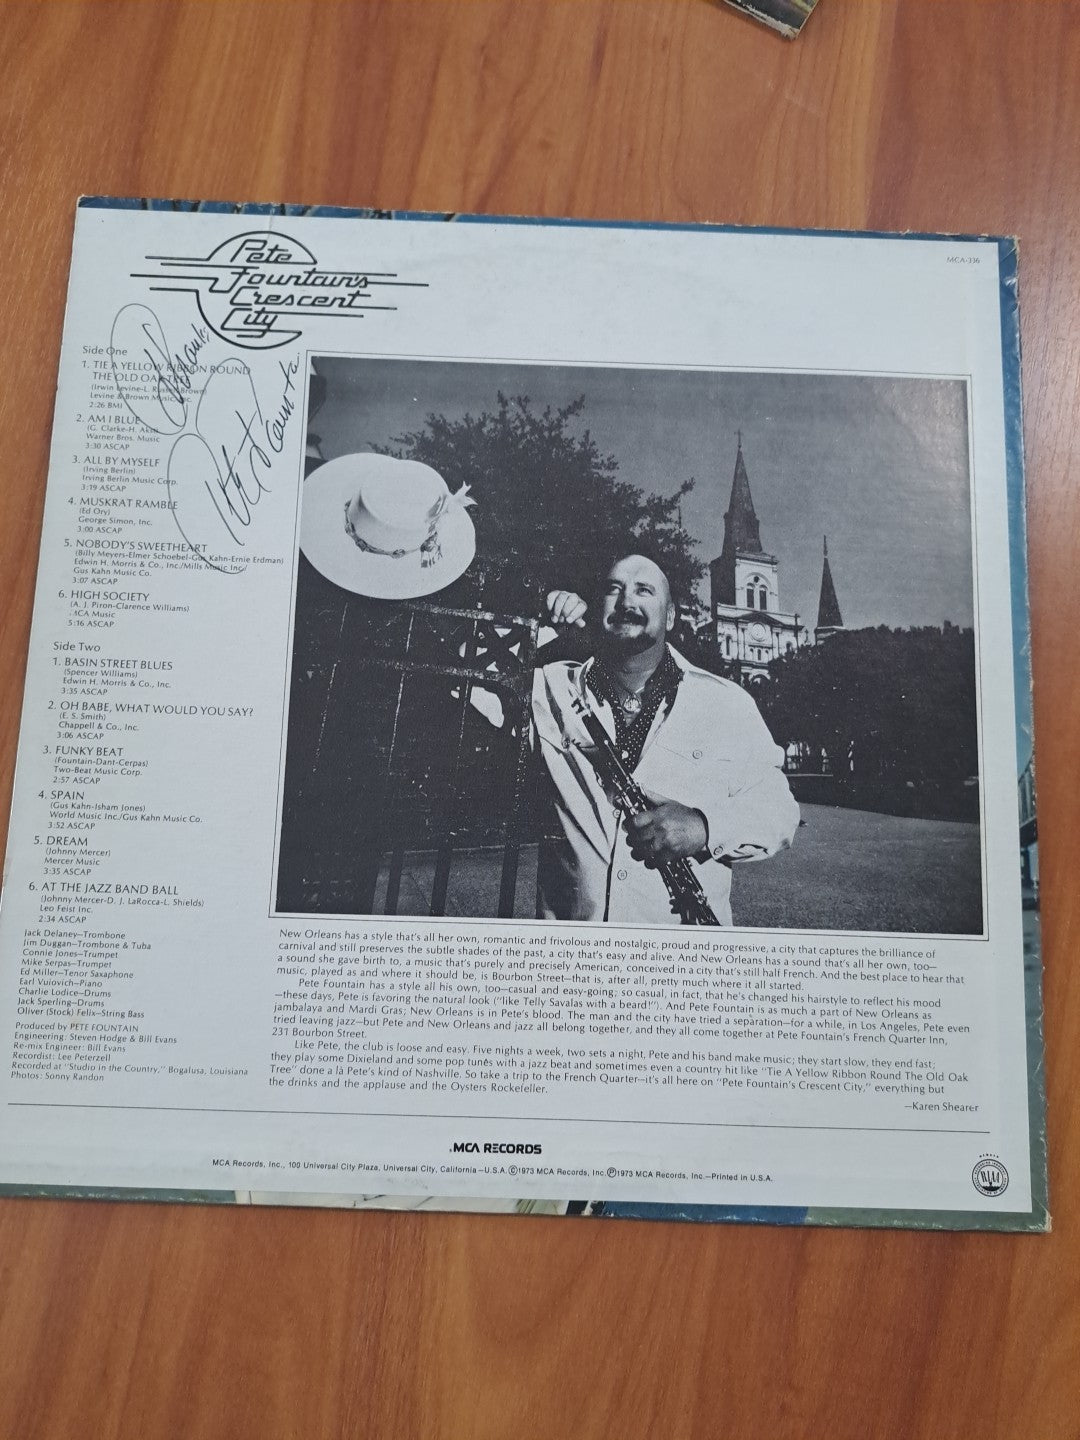 Pete
Fountain's
Crescent
City
MCA-336
Thanks
Pete Fountain
Side One
1. TIE A YELLOW RIBBON ROUND
THE OLD OAK TREE
(Irwin Levine-L. Russell Brown)
Levine & Brown Music Inc.
2:26 BMI
2. AM I BLUE
(G. Clarke-H. Akst)
Warner Bros. Music
3:30 ASCAP
3. ALL BY MYSELF
(Irving Berlin)
Irving Berlin Music Corp.
3:19 ASCAP
4. MUSKRAT RAMBLE
(Ed Ory)
George Simon, Inc.
3:00 ASCAP
5. NOBODY'S SWEETHEART
(Billy Meyers-Elmer Schoebel-Gus Kahn-Ernie Erdman)
Edwin H. Morris & Co., Inc./Mills Music Inc/
Gus Kahn Music Co.
3:07 ASCAP
6. HIGH SOCIETY
(A. J. Piron-Clarence Williams)
MCA Music
5:16 ASCAP
Side Two
1. BASIN STREET BLUES
(Spencer Williams)
Edwin H. Morris & Co., Inc.
3:35 ASCAP
2. OH BABE, WHAT WOULD YOU SAY?
(E. S. Smith)
Chappell & Co., Inc.
3:06 ASCAP
3. FUNKY BEAT
(Fountain-Dant-Cerpas)
Two-Beat Music Corp.
2:57 ASCAP
4. SPAIN
(Gus Kahn-Isham Jones)
World Music Inc./Gus Kahn Music Co.
3:52 ASCAP
5. DREAM
(Johnny Mercer)
Mercer Music
3:35 ASCAP
6. AT THE JAZZ BAND BALL
(Johnny Mercer-D. J. LaRocca-L. Shields)
Leo Feist Inc.
2:34 ASCAP
Jack Delaney—Trombone
Jim Duggan—Trombone & Tuba
Connie Jones—Trumpet
Mike Serpas—Trumpet
Ed Miller—Tenor Saxaphone
Earl Vuiovich—Piano
Charlie Lodice—Drums
Jack Sperling—Drums
Oliver (Stick) Felix—String Bass
Produced by PETE FOUNTAIN
Engineering: Steven Hodge & Bill Evans
Re-mix Engineer: Bill Evans
Recordist: Lee Peterzell
Recorded at "Studio in the Country," Bogalusa, Louisiana
Photos: Sonny Randon
New Orleans has a style that's all her own, romantic and frivolous and nostalgic, proud and progressive, a city that captures the brilliance of
carnival and still preserves the subtle shades of the past, a city that's easy and alive. And New Orleans has a sound that's all her own, too—
a sound she gave birth to, a music that's purely and precisely American, conceived in a city that's still half French. And the best place to hear that
music, played as and where it should be, is Bourbon Street—that is, after all, pretty much where it all started.
Pete Fountain has a style all his own, too—casual and easy-going; so casual, in fact, that he's changed his hairstyle to reflect his mood
—these days, Pete is favoring the natural look ("like Telly Savalas with a beard!"). And Pete Fountain is as much a part of New Orleans as
jambalaya and Mardi Gras; New Orleans is in Pete's blood. The man and the city have tried a separation—for a while, in Los Angeles, Pete even
tried leaving jazz—but Pete and New Orleans and jazz all belong together, and they all come together at Pete Fountain's French Quarter Inn,
231 Bourbon Street.
Like Pete, the club is loose and easy. Five nights a week, two sets a night, Pete and his band make music; they start slow, they end fast;
they play some Dixieland and some pop tunes with a jazz beat and sometimes even a country hit like "Tie A Yellow Ribbon Round The Old Oak
Tree" done a là Pete's kind of Nashville. So take a trip to the French Quarter—it's all here on "Pete Fountain's Crescent City," everything but
the drinks and the applause and the Oysters Rockefeller.
—Karen Shearer
MCA RECORDS
MCA Records, Inc., 100 Universal City Plaza, Universal City, California—U.S.A. ©1973 MCA Records, Inc. ℗1973 MCA Records, Inc.—Printed in U.S.A.
RIAA